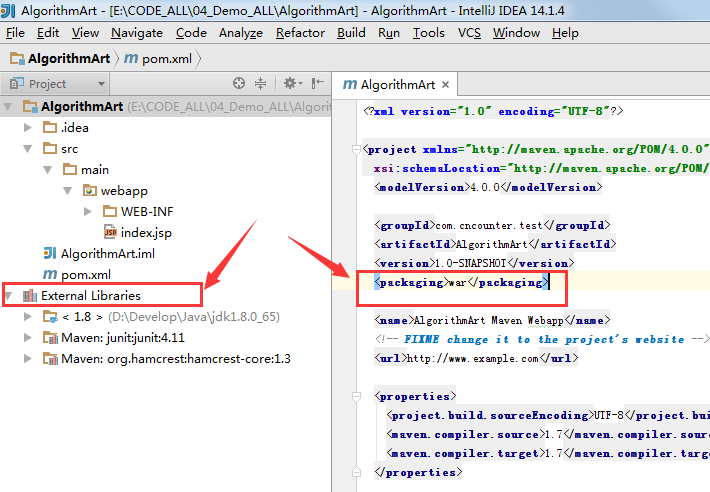 AlgorithmArt - [E:\CODE_ALL\04_Demo_ALL\AlgorithmArt] - AlgorithmArt - IntelliJ IDEA 14.1.4
File Edit View Navigate Code Analyze Refactor Build Run Tools VCS Window Help
AlgorithmArt pom.xml
Project
AlgorithmArt (E:\CODE_ALL\04_Demo_ALL\Algorit
.idea
src
main
webapp
WEB-INF
index.jsp
AlgorithmArt.iml
pom.xml
External Libraries
< 1.8 > (D:\Develop\Java\jdk1.8.0_65)
Maven: junit:junit:4.11
Maven: org.hamcrest:hamcrest-core:1.3
m AlgorithmArt ×
<?xml version="1.0" encoding="UTF-8"?>
<project xmlns="http://maven.apache.org/POM/4.0.0"
xsi:schemaLocation="http://maven.apache.org/POM/
<modelVersion>4.0.0</modelVersion>
<groupId>com.cncounter.test</groupId>
<artifactId>AlgorithmArt</artifactId>
<version>1.0-SNAPSHOT</version>
<packaging>war</packaging>
<name>AlgorithmArt Maven Webapp</name>
<!-- FIXME change it to the project's website -->
<url>http://www.example.com</url>
<properties>
<project.build.sourceEncoding>UTF-8</project.bui
<maven.compiler.source>1.7</maven.compiler.sourc
<maven.compiler.target>1.7</maven.compiler.targe
</properties>